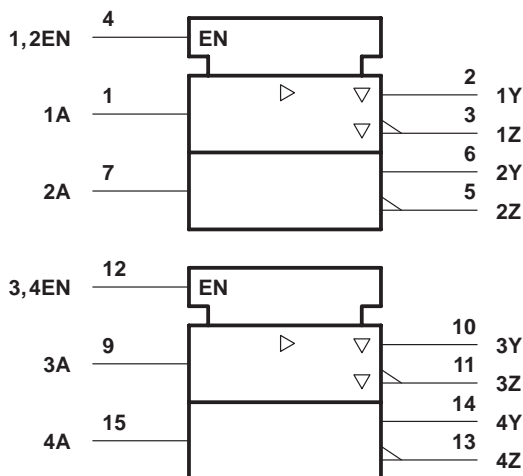 1,2EN 4 EN
1A 1 2 1Y
3 1Z
2A 7 6 2Y
5 2Z
3,4EN 12 EN
3A 9 10 3Y
11 3Z
4A 15 14 4Y
13 4Z